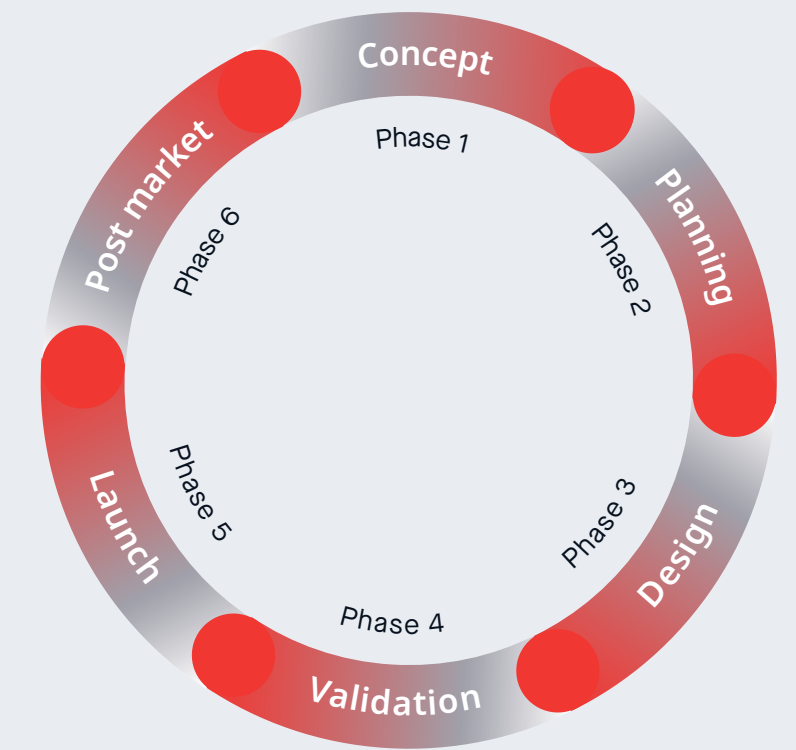 Concept
Phase 1
Planning
Phase 2
Design
Phase 3
Validation
Phase 4
Launch
Phase 5
Post market
Phase 6